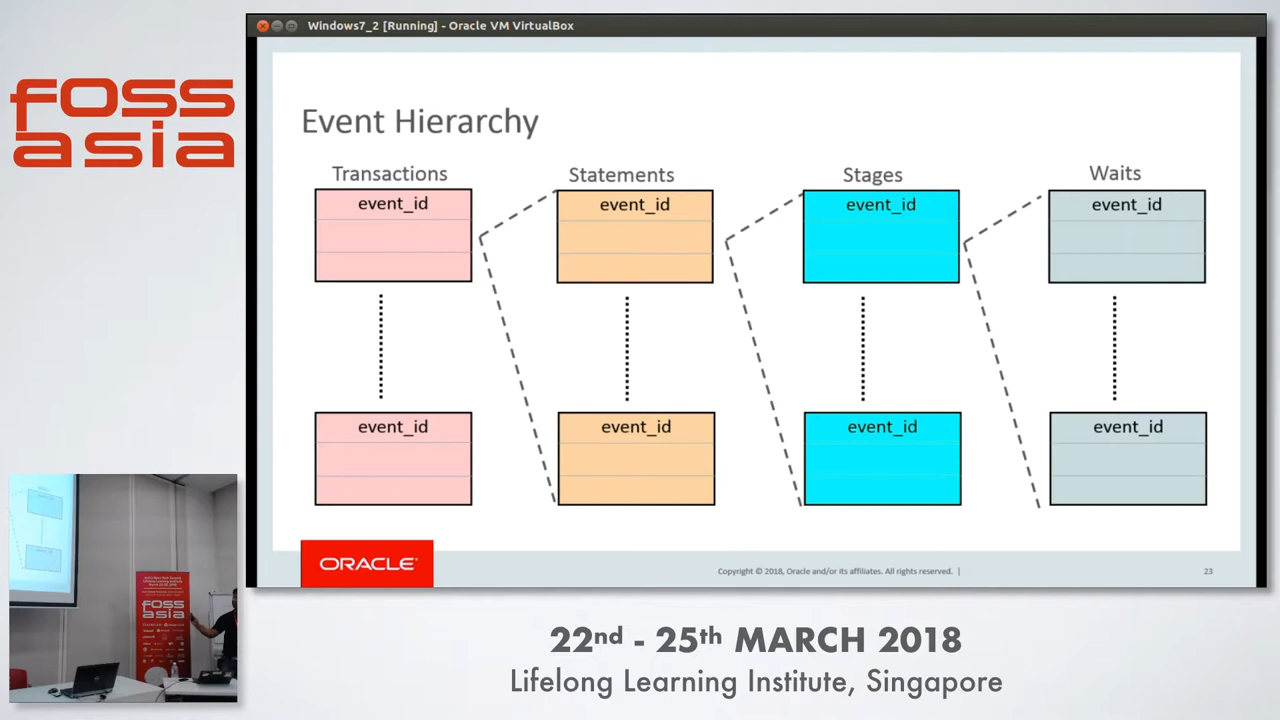 Windows7_2 [Running] - Oracle VM VirtualBox
foss
asia
Event Hierarchy
Transactions
Statements
Stages
Waits
event_id
event_id
event_id
event_id
event_id
event_id
event_id
event_id
ORACLE®
Copyright © 2018, Oracle and/or its affiliates. All rights reserved. |
23
foss
asia
22nd - 25th MARCH 2018
Lifelong Learning Institute, Singapore